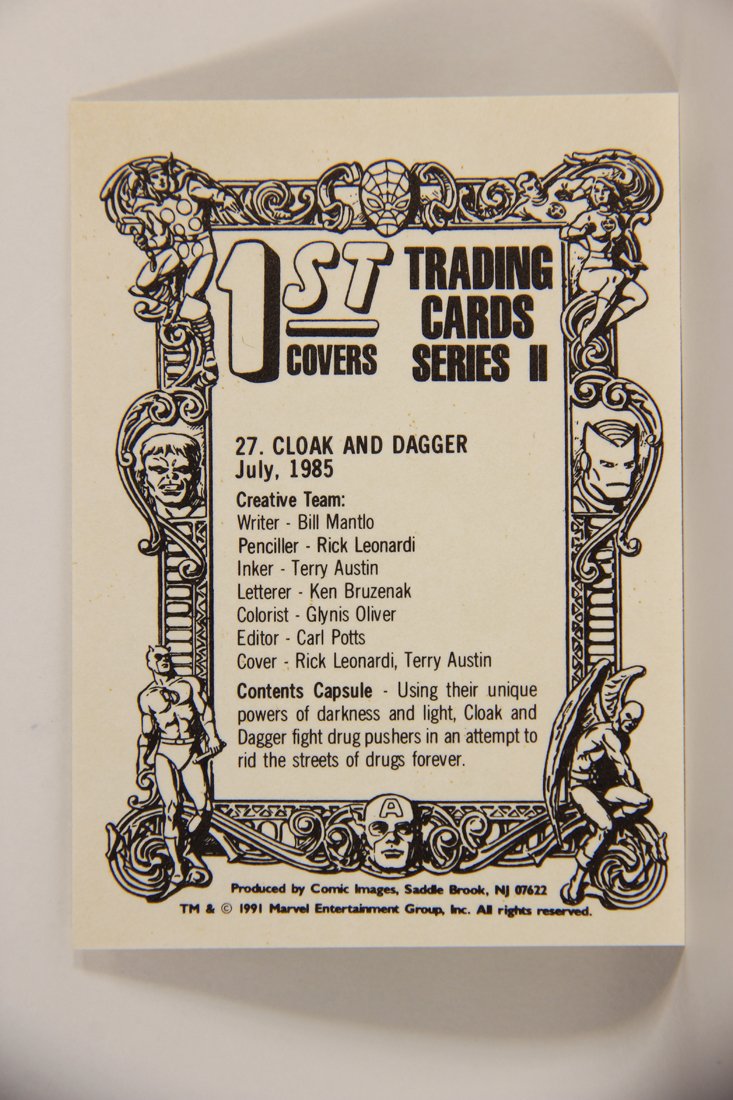 1ST COVERS
TRADING
CARDS
SERIES II
27. CLOAK AND DAGGER
July, 1985
Creative Team:
Writer - Bill Mantlo
Penciller - Rick Leonardi
Inker - Terry Austin
Letterer - Ken Bruzenak
Colorist - Glynis Oliver
Editor - Carl Potts
Cover - Rick Leonardi, Terry Austin
Contents Capsule - Using their unique
powers of darkness and light, Cloak and
Dagger fight drug pushers in an attempt to
rid the streets of drugs forever.
A
Produced by Comic Images, Saddle Brook, NJ 07622
TM & © 1991 Marvel Entertainment Group, Inc. All rights reserved.